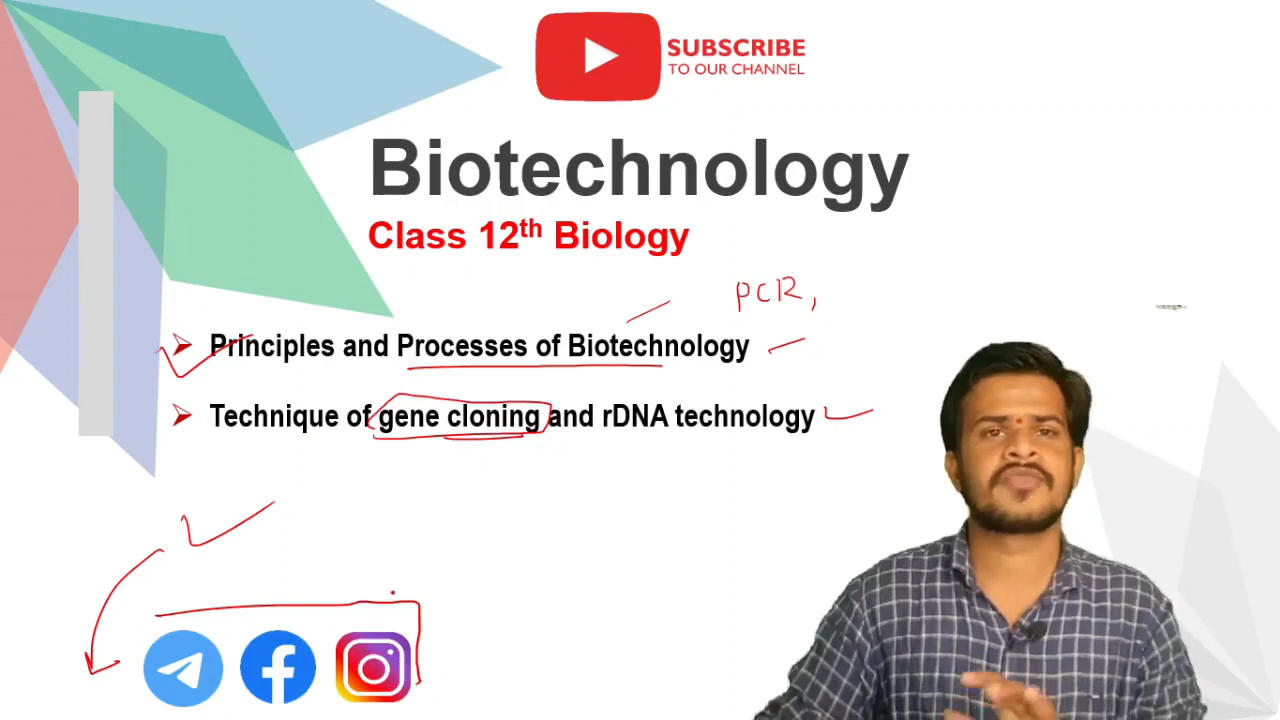 SUBSCRIBE
TO OUR CHANNEL
Biotechnology
Class 12th Biology
PCR,
Principles and Processes of Biotechnology
Technique of gene cloning and rDNA technology